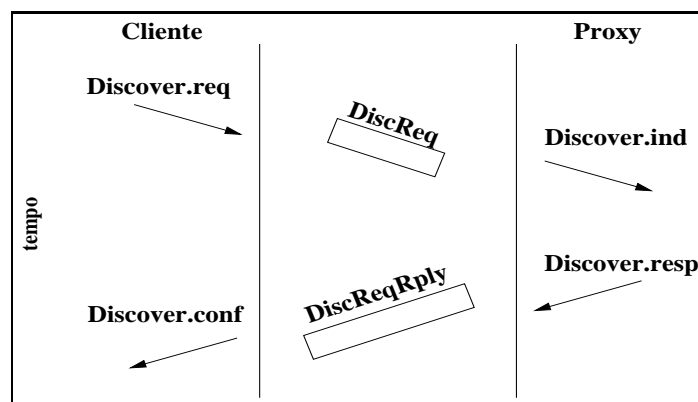 Cliente
Proxy
Discover.req
DiscReq
Discover.ind
tempo
Discover.resp
DiscReqRply
Discover.conf